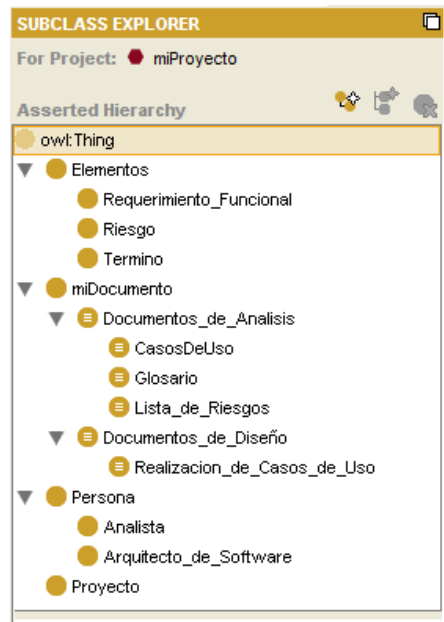 SUBCLASS EXPLORER
For Project: miProyecto
Asserted Hierarchy
owl:Thing
Elementos
Requerimiento_Funcional
Riesgo
Termino
miDocumento
Documentos_de_Analisis
CasosDeUso
Glosario
Lista_de_Riesgos
Documentos_de_Diseño
Realizacion_de_Casos_de_Uso
Persona
Analista
Arquitecto_de_Software
Proyecto